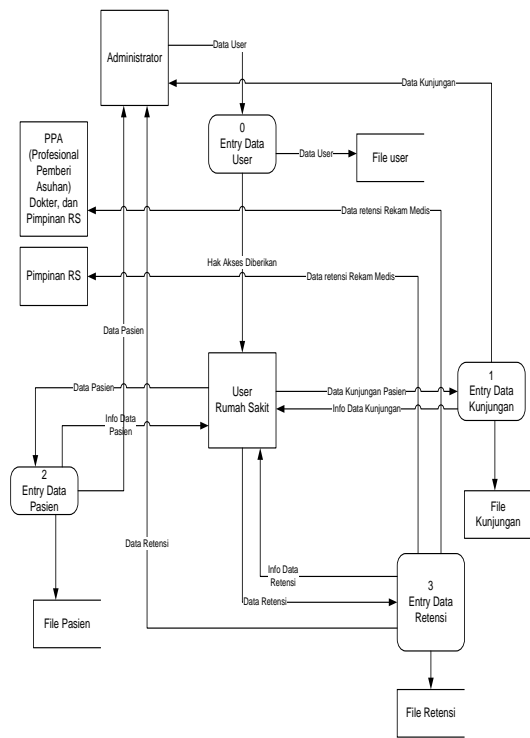 Data User
Administrator
Data Kunjungan
0
Entry Data
User
Data User
File user
PPA
(Profesional
Pemberi
Asuhan)
Dokter, dan
Pimpinan RS
Data retensi Rekam Medis
Hak Akses Diberikan
Pimpinan RS
Data retensi Rekam Medis
Data Pasien
User
Rumah Sakit
Data Pasien
Data Kunjungan Pasien
1
Entry Data
Kunjungan
Info Data
Pasien
Info Data Kunjungan
2
Entry Data
Pasien
File
Kunjungan
Data Retensi
Info Data
Retensi
3
Entry Data
Retensi
Data Retensi
File Pasien
File Retensi